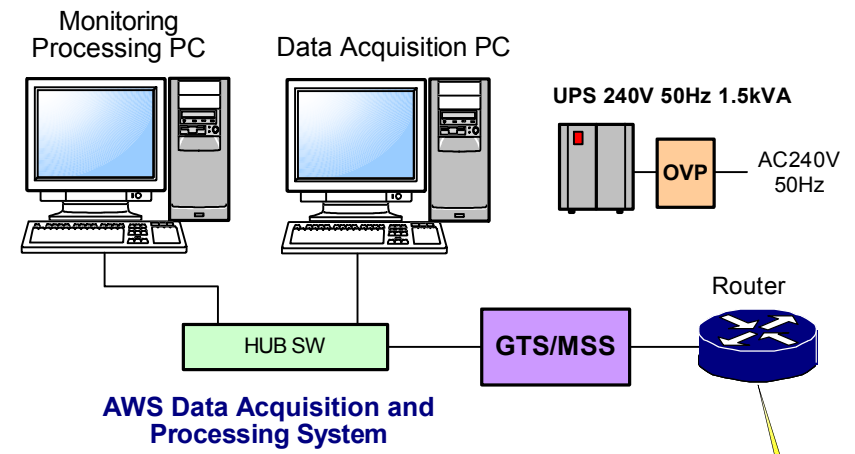 Monitoring
Processing PC
Data Acquisition PC
UPS 240V 50Hz 1.5kVA
OVP
AC240V
50Hz
Router
HUB SW
GTS/MSS
AWS Data Acquisition and
Processing System